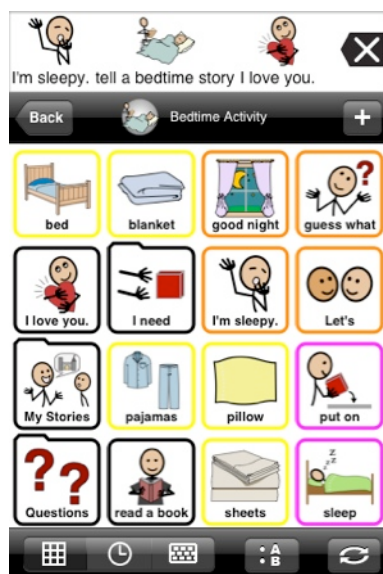 I'm sleepy. tell a bedtime story I love you.
Back
Bedtime Activity
+
bed
blanket
good night
guess what
I love you.
I need
I'm sleepy.
Let's
My Stories
pajamas
pillow
put on
Questions
read a book
sheets
zzz
sleep
A
B